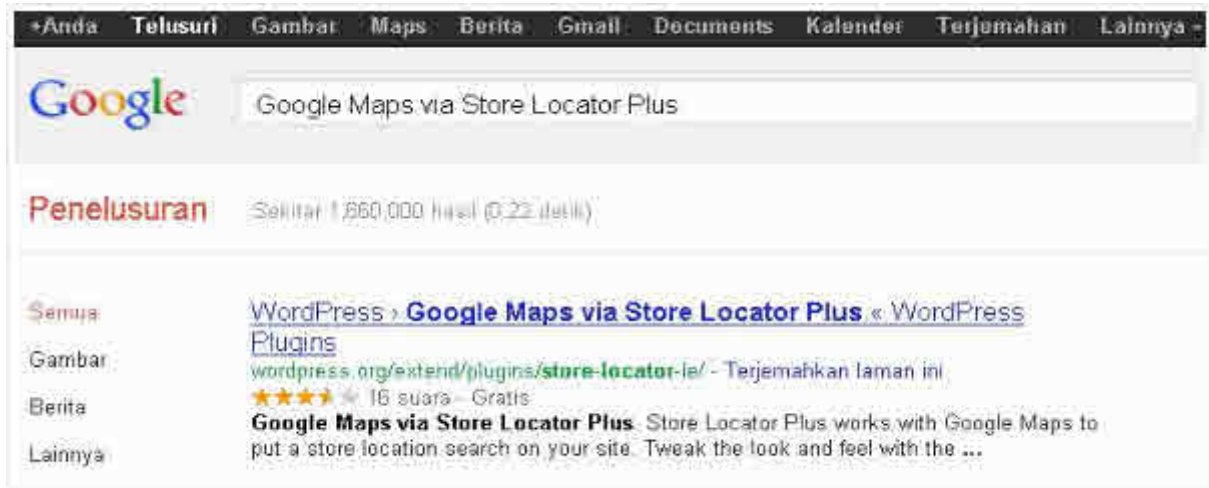 +Anda Telusuri Gambar Maps Berita Gmail Documents Kalender Terjemahan Lainnya
Google
Google Maps via Store Locator Plus
Penelusuran
Sekitar 1,660,000 hasil (0.22 detik)
Semua
Gambar
Berita
Lainnya
WordPress › Google Maps via Store Locator Plus « WordPress
Plugins
wordpress.org/extend/plugins/store-locator-le/ - Terjemahkan laman ini
16 suara - Gratis
Google Maps via Store Locator Plus. Store Locator Plus works with Google Maps to
put a store location search on your site. Tweak the look and feel with the ...